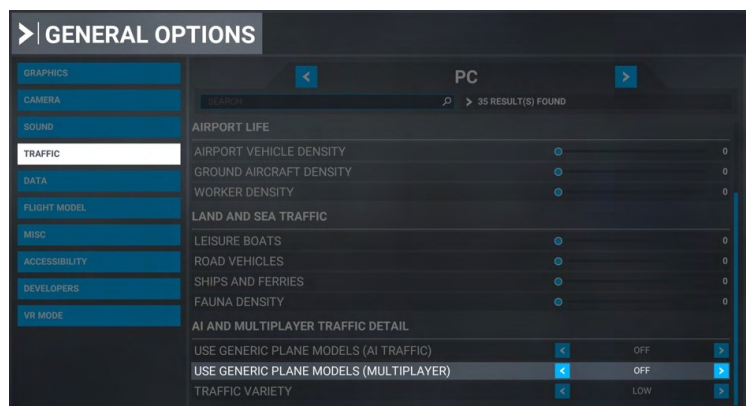 GENERAL OPTIONS
GRAPHICS
CAMERA
SOUND
TRAFFIC
DATA
FLIGHT MODEL
MISC
ACCESSIBILITY
DEVELOPERS
VR MODE
PC
SEARCH
35 RESULT(S) FOUND
AIRPORT LIFE
AIRPORT VEHICLE DENSITY 0
GROUND AIRCRAFT DENSITY 0
WORKER DENSITY 0
LAND AND SEA TRAFFIC
LEISURE BOATS 0
ROAD VEHICLES 0
SHIPS AND FERRIES 0
FAUNA DENSITY 0
AI AND MULTIPLAYER TRAFFIC DETAIL
USE GENERIC PLANE MODELS (AI TRAFFIC) OFF
USE GENERIC PLANE MODELS (MULTIPLAYER) OFF
TRAFFIC VARIETY LOW